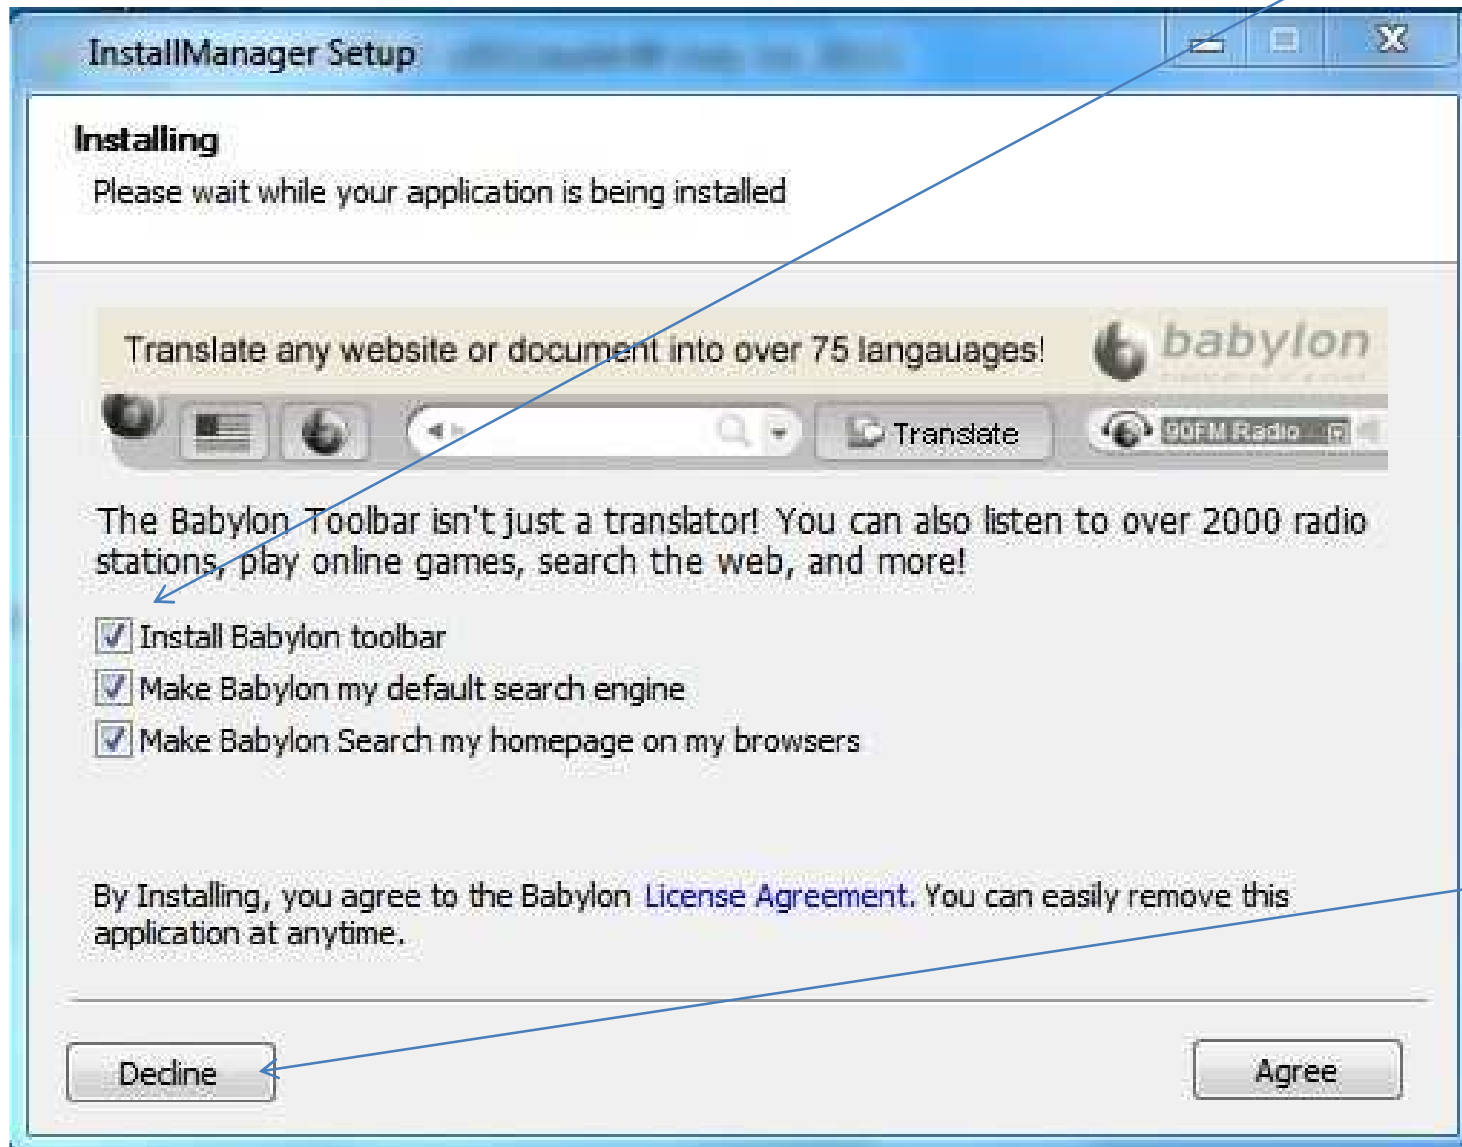 InstallManager Setup
Installing
Please wait while your application is being installed
Translate any website or document into over 75 langauages!
babylon
Translate
90FM Radio
The Babylon Toolbar isn't just a translator! You can also listen to over 2000 radio
stations, play online games, search the web, and more!
Install Babylon toolbar
Make Babylon my default search engine
Make Babylon Search my homepage on my browsers
By Installing, you agree to the Babylon License Agreement. You can easily remove this
application at anytime.
Decline
Agree